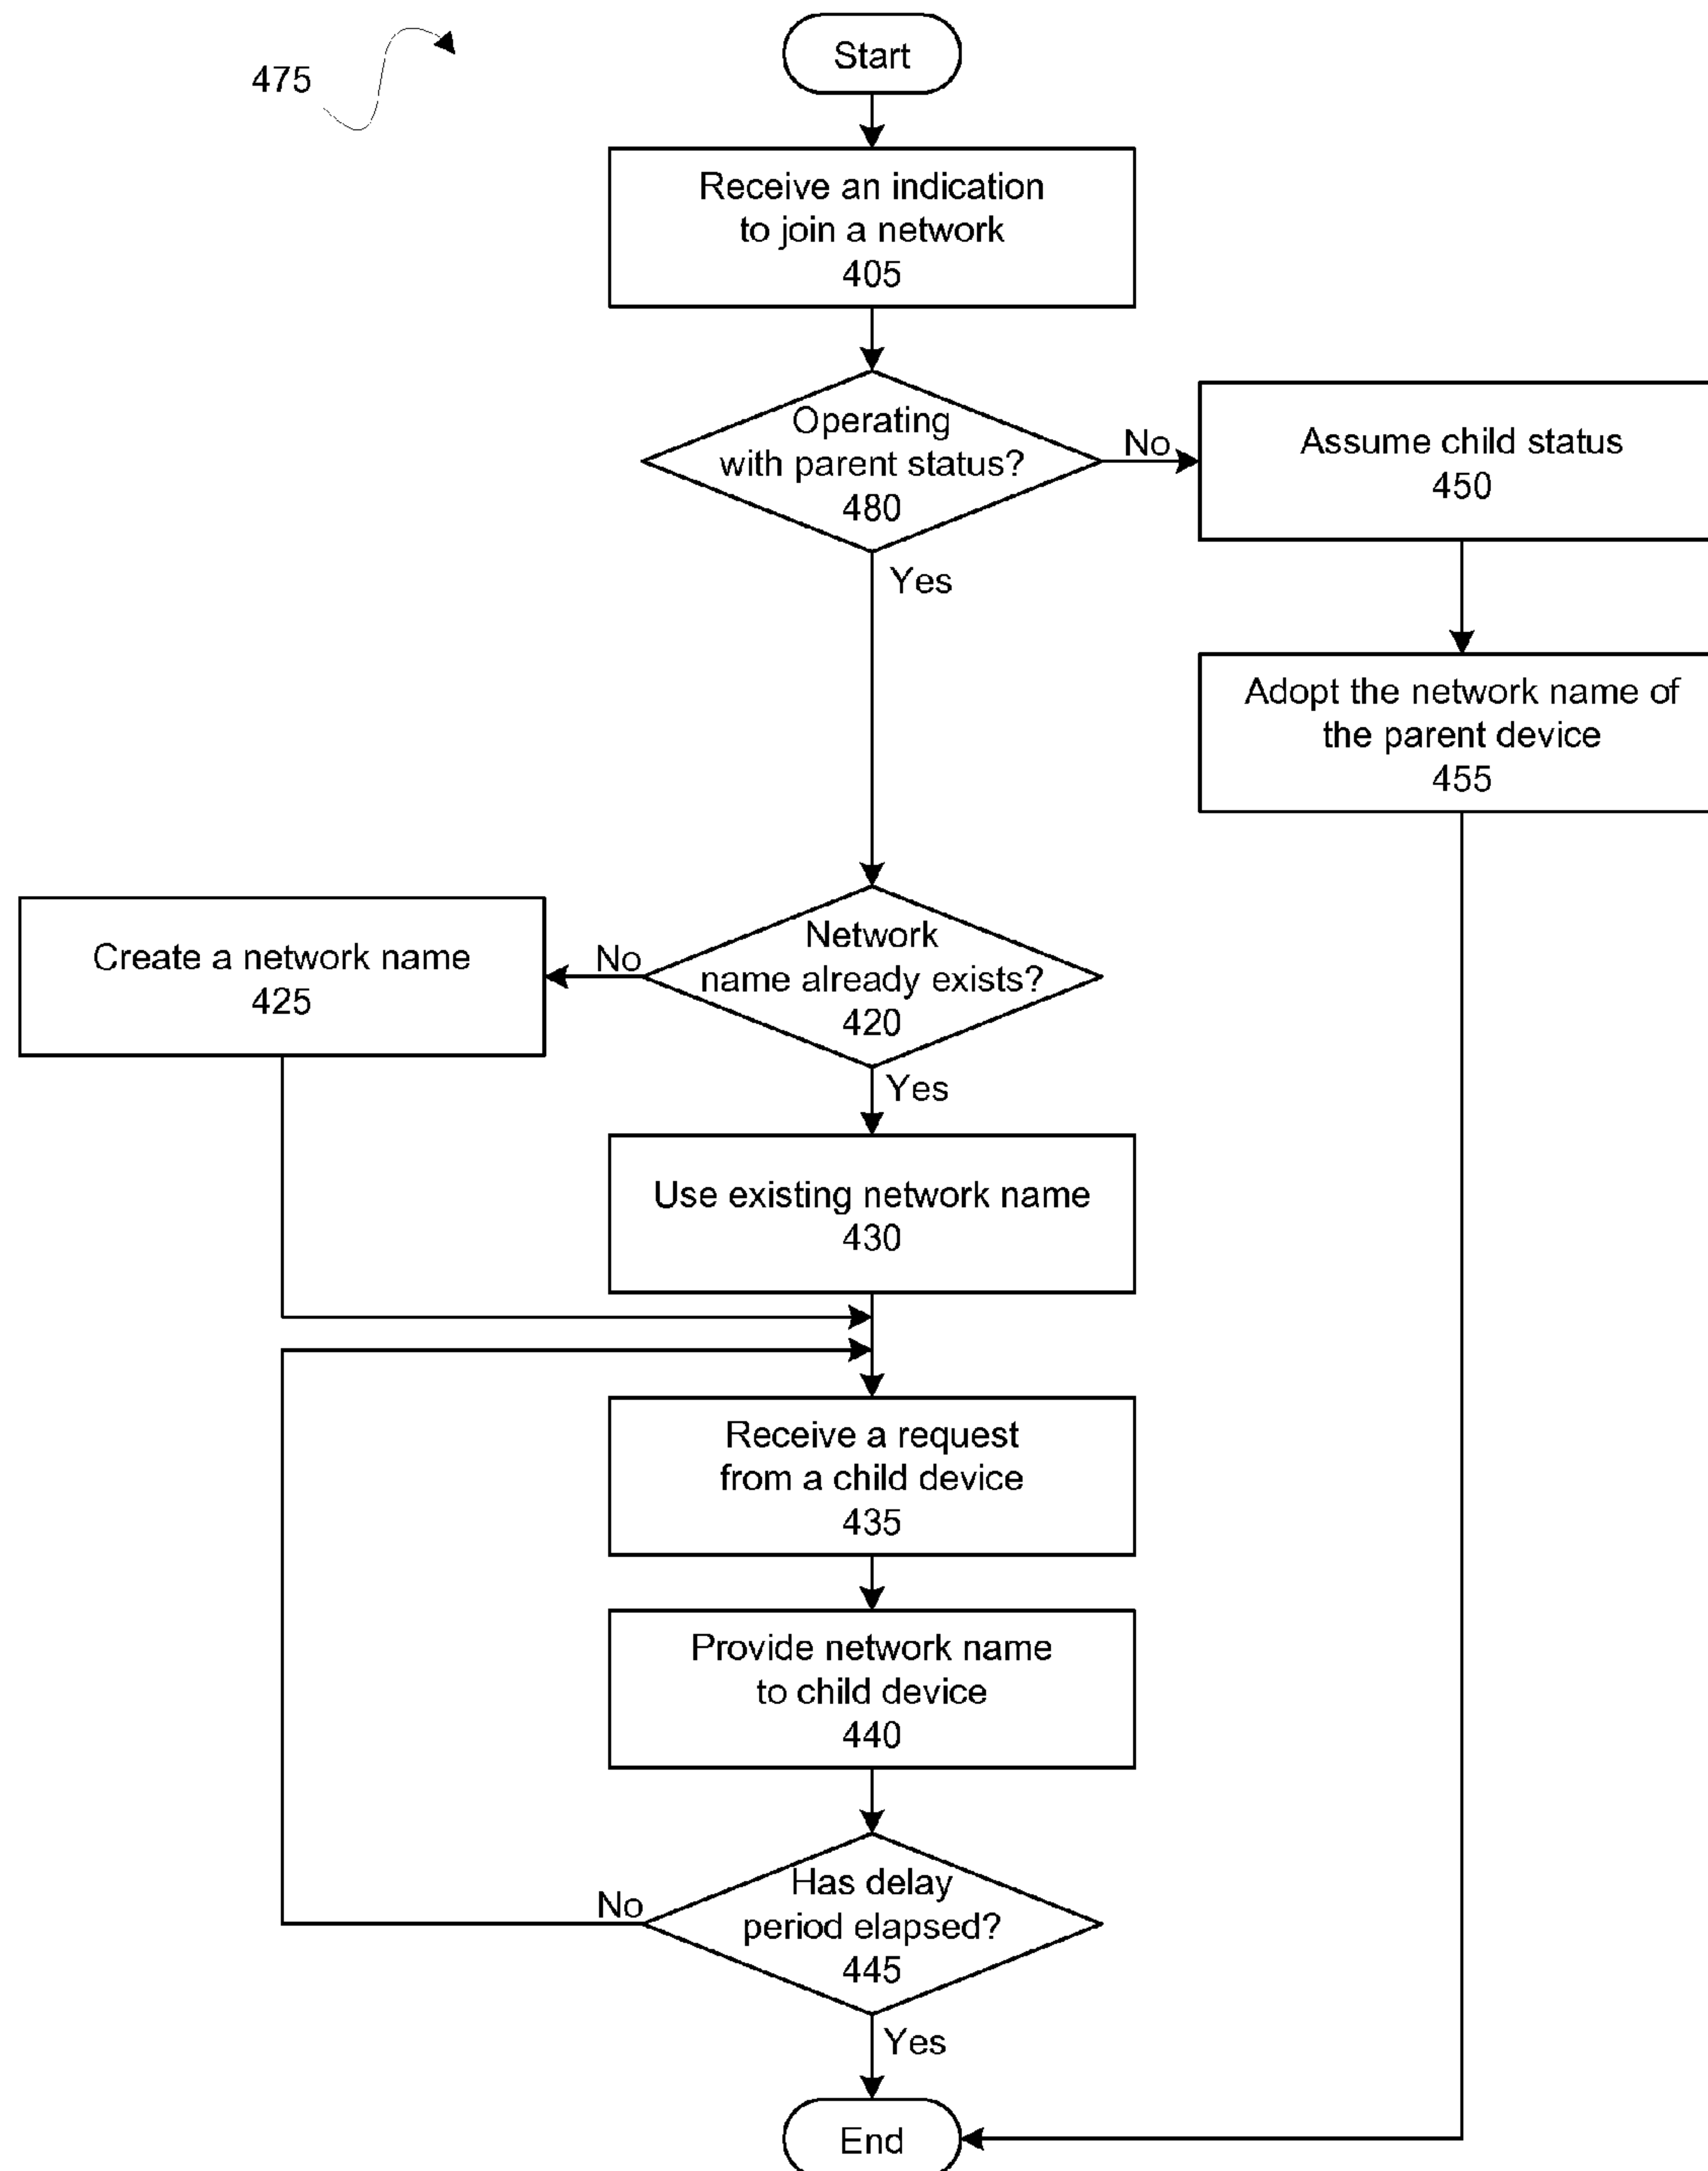 475
Start
Receive an indication
to join a network
405
Operating
with parent status?
480
No
Assume child status
450
Yes
Adopt the network name of
the parent device
455
Network
name already exists?
420
No
Create a network name
425
Yes
Use existing network name
430
Receive a request
from a child device
435
Provide network name
to child device
440
Has delay
period elapsed?
445
No
Yes
End